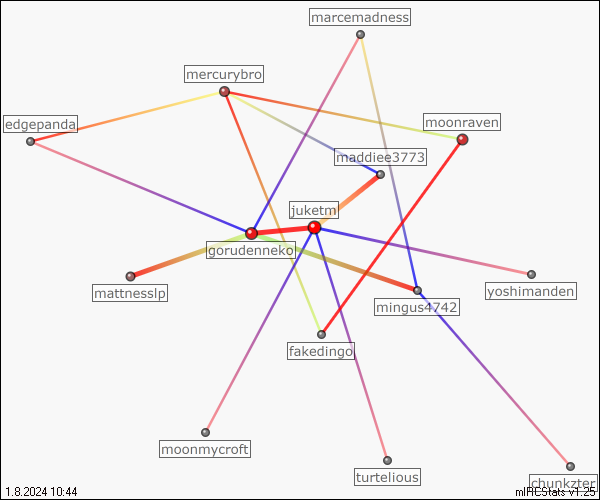 marcemadness
mercurybro
edgepanda
moonraven
maddiee3773
juketm
gorudenneko
mattnesslp
yoshimanden
mingus4742
fakedingo
moonmycroft
turtelious
chunkzter
1.8.2024 10:44
mIRCStats v1.25